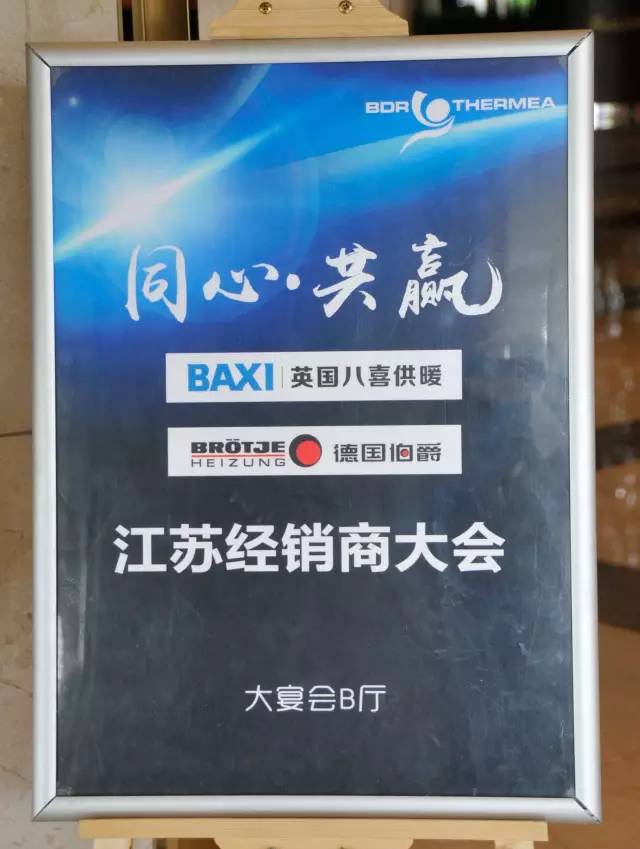 BDR THERMEA
同心·共赢
BAXI 英国八喜供暖
BRÖTJE HEIZUNG 德国伯爵
江苏经销商大会
大宴会B厅